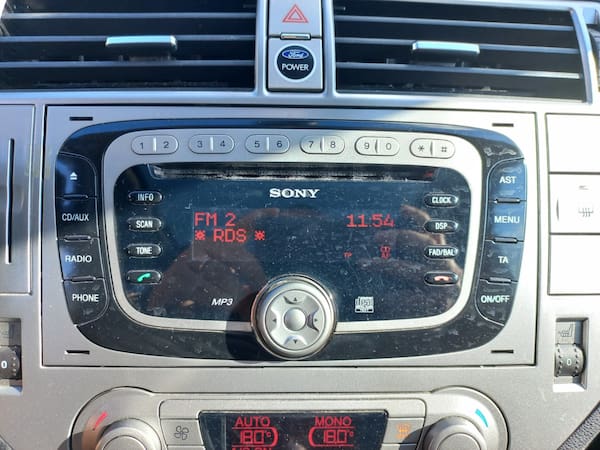 Ford
POWER
1 2 3 4 5 6 7 8 9 0 * #
SONY
INFO
CLOCK
AST
FM 2 11:54
CD/AUX
SCAN
DSP
MENU
* RDS *
TONE
TP
FAD/BAL
RADIO
TA
PHONE
MP3
ON/OFF
AUTO MONO
18.0° 18.0°